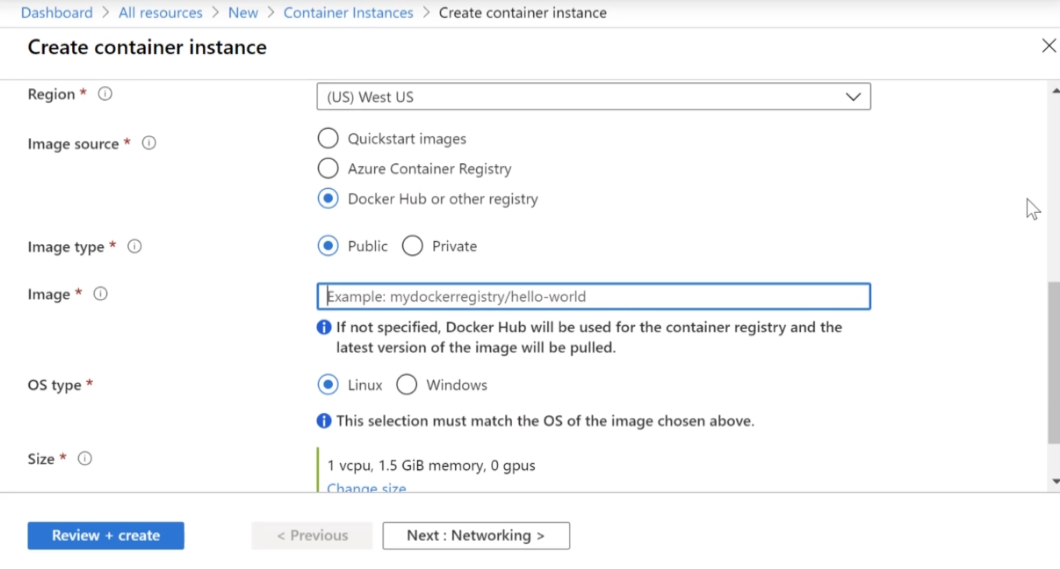 Dashboard > All resources > New > Container Instances > Create container instance
Create container instance
Region *
(US) West US
Image source *
Quickstart images
Azure Container Registry
Docker Hub or other registry
Image type *
Public
Private
Image *
Example: mydockerregistry/hello-world
If not specified, Docker Hub will be used for the container registry and the
latest version of the image will be pulled.
OS type *
Linux
Windows
This selection must match the OS of the image chosen above.
Size *
1 vcpu, 1.5 GiB memory, 0 gpus
Change size
Review + create
< Previous
Next : Networking >